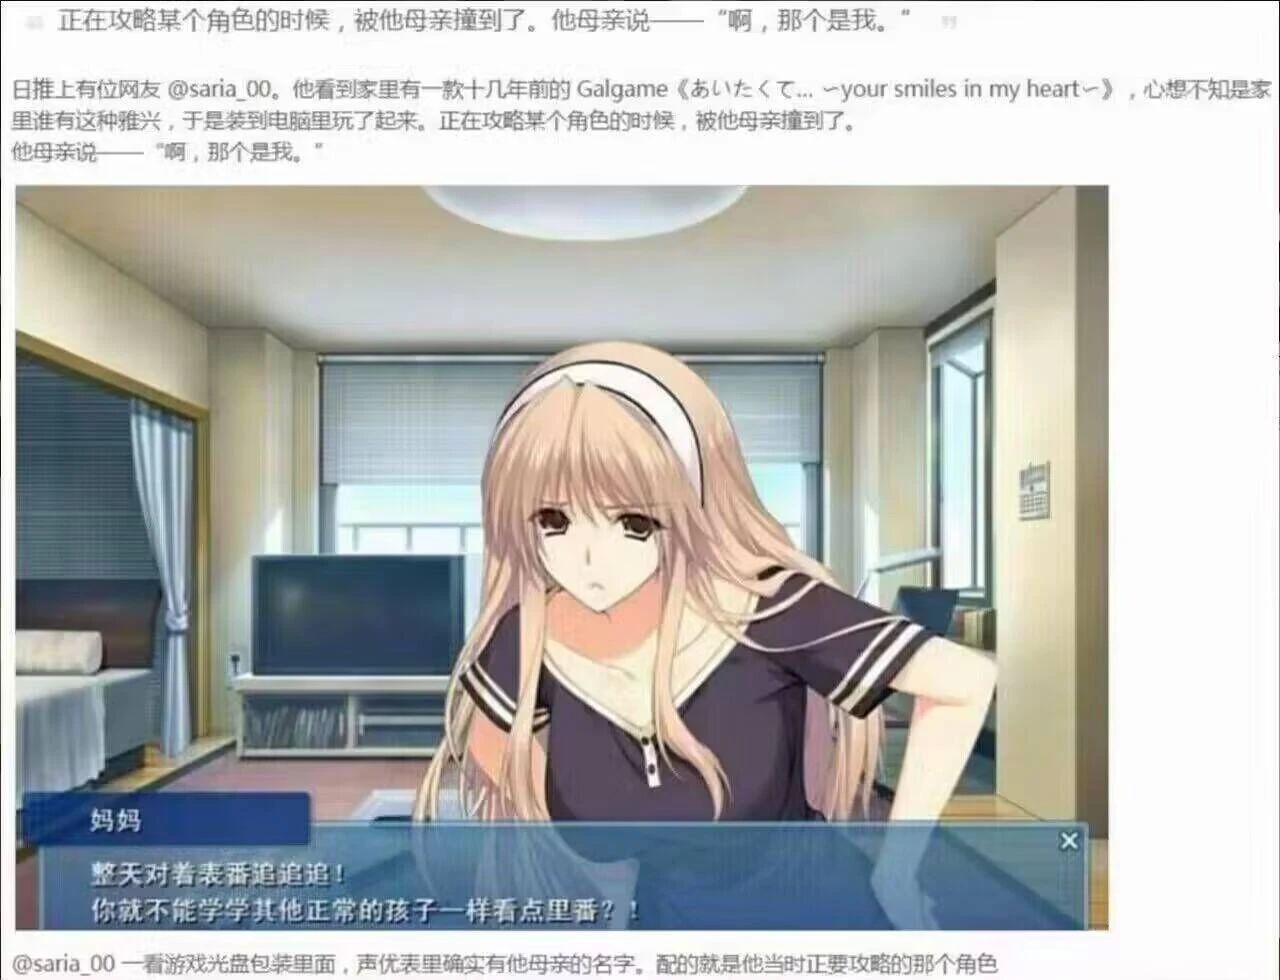 正在攻略某个角色的时候，被他母亲撞到了。他母亲说——“啊，那个是我。”
日推上有位网友 @saria_00。他看到家里有一款十几年前的 Galgame《あいたくて... ～your smiles in my heart～》，心想不知是家
里谁有这种雅兴，于是装到电脑里玩了起来。正在攻略某个角色的时候，被他母亲撞到了。
他母亲说——“啊，那个是我。”
妈妈
整天对着表番追追追！
你就不能学学其他正常的孩子一样看点里番？！
@saria_00 一看游戏光盘包装里面，声优表里确实有他母亲的名字。配的就是他当时正要攻略的那个角色